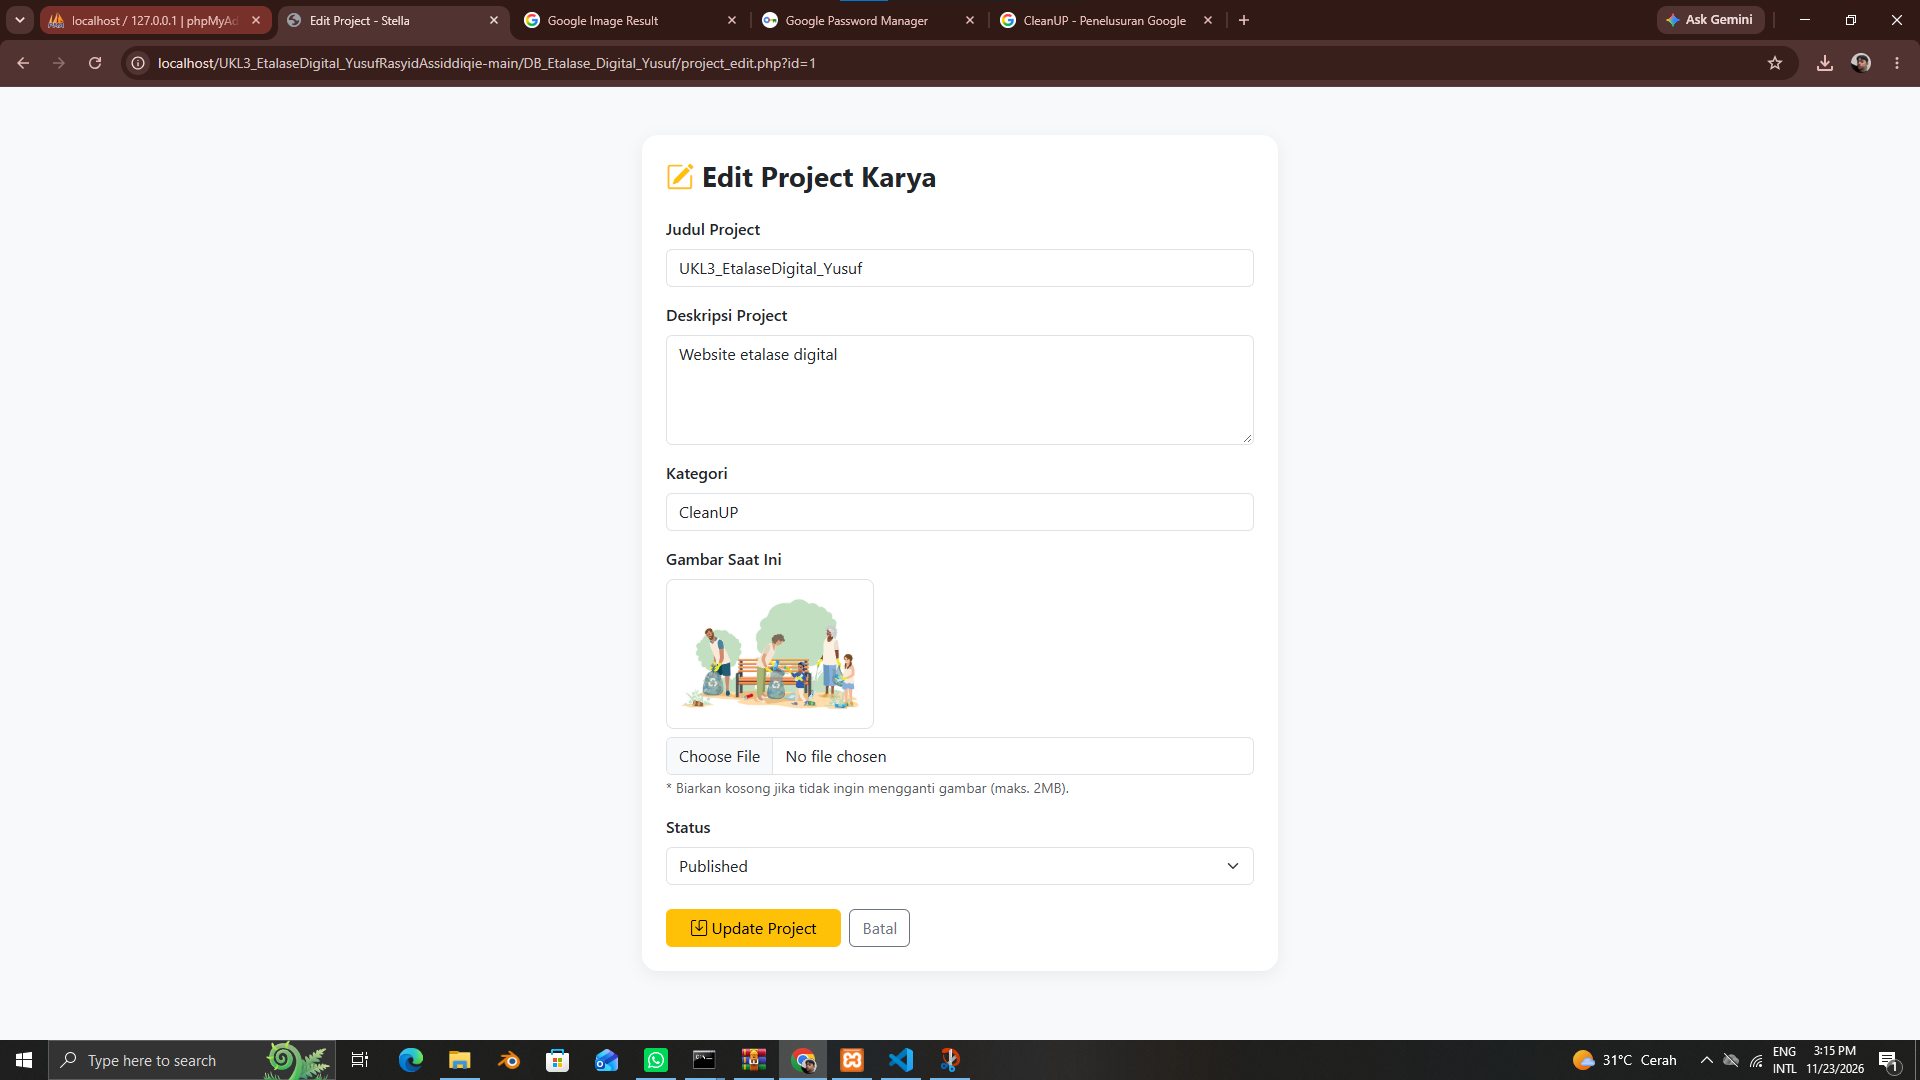 localhost / 127.0.0.1 | phpMyAd
Edit Project - Stella
Google Image Result
Google Password Manager
CleanUP - Penelusuran Google
Ask Gemini
localhost/UKL3_EtalaseDigital_YusufRasyidAssiddiqie-main/DB_Etalase_Digital_Yusuf/project_edit.php?id=1
Edit Project Karya
Judul Project
UKL3_EtalaseDigital_Yusuf
Deskripsi Project
Website etalase digital
Kategori
CleanUP
Gambar Saat Ini
Choose File No file chosen
* Biarkan kosong jika tidak ingin mengganti gambar (maks. 2MB).
Status
Published
Update Project
Batal
Type here to search
31°C Cerah
ENG
INTL
3:15 PM
11/23/2026
1